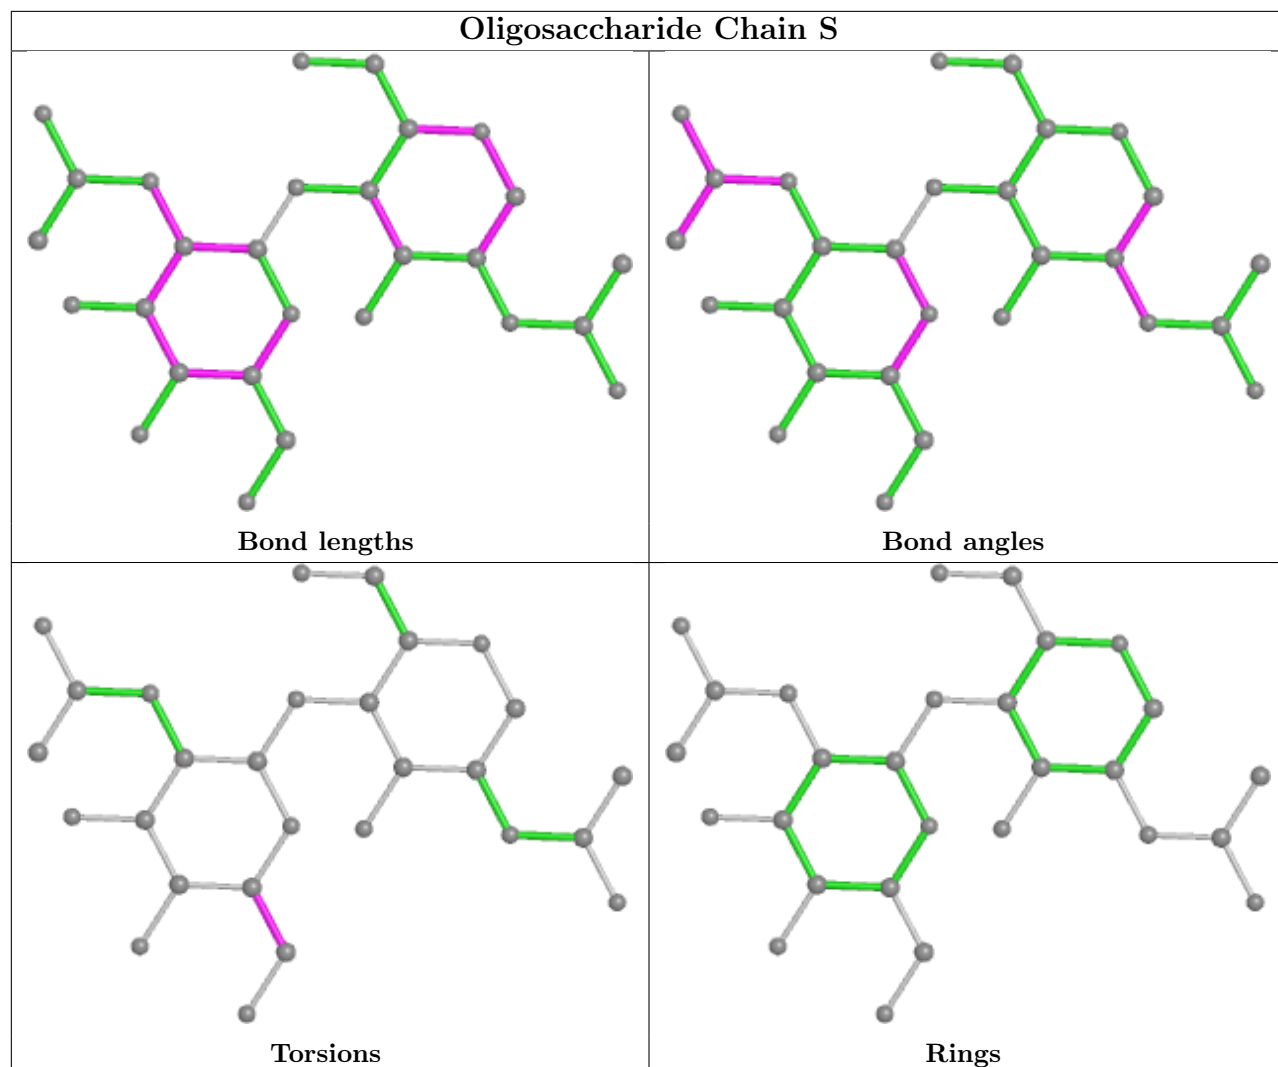 Oligosaccharide Chain S
Bond lengths
Bond angles
Torsions
Rings